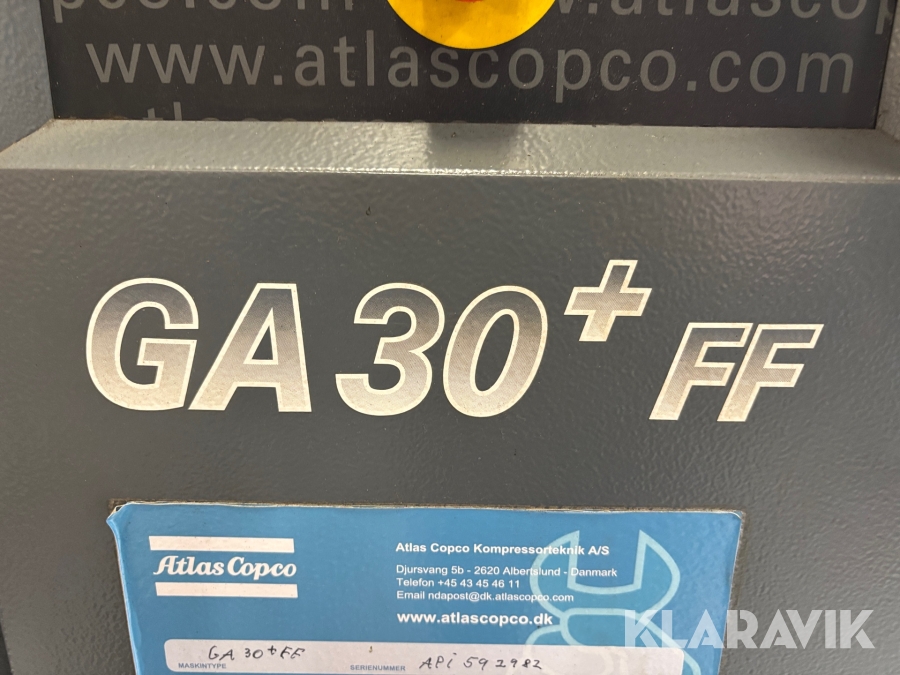 www.atlascopco.com
GA 30+ FF
Atlas Copco
Atlas Copco Kompressorteknik A/S
Djursvang 5b - 2620 Albertslund - Danmark
Telefon +45 43 45 46 11
Email ndapost@dk.atlascopco.com
www.atlascopco.dk
KLARAVIK
GA 30+FF
MASKINTYPE
SERIENUMMER API 592982